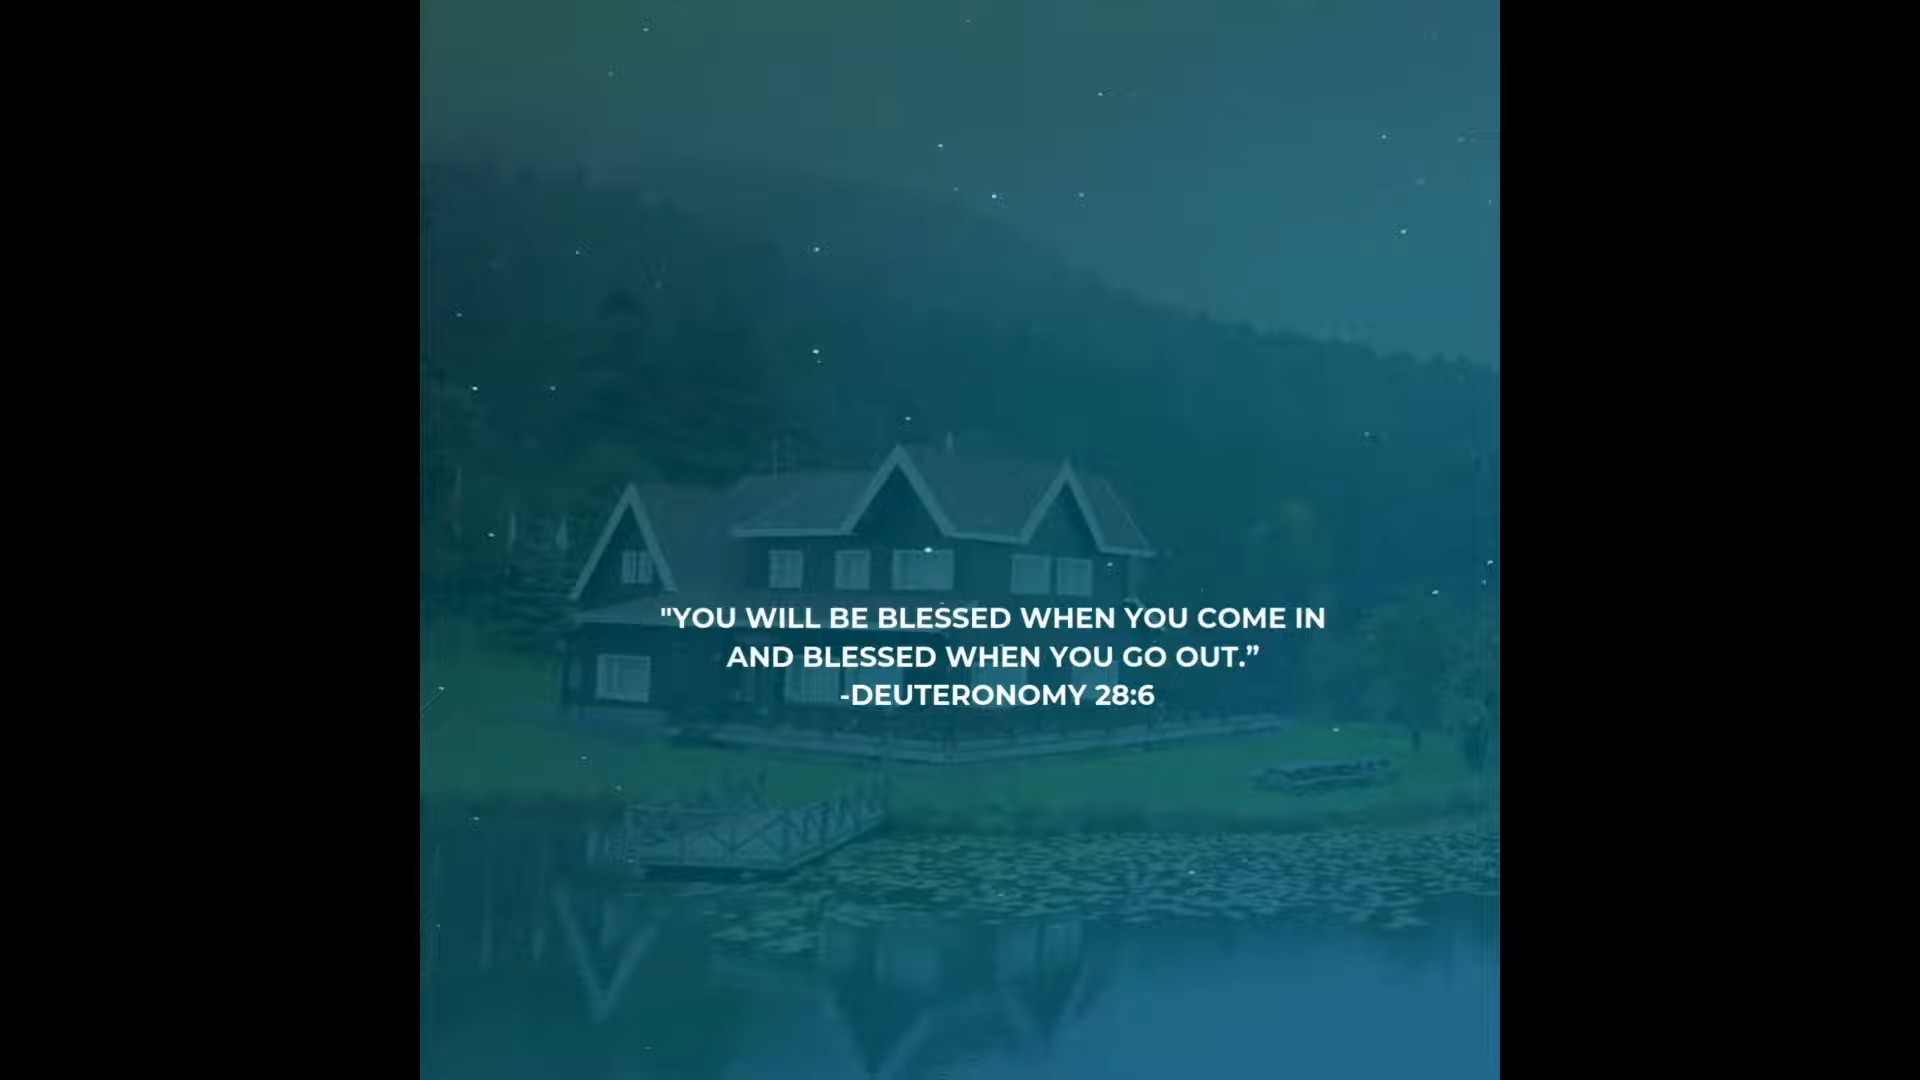 "YOU WILL BE BLESSED WHEN YOU COME IN
AND BLESSED WHEN YOU GO OUT.”
-DEUTERONOMY 28:6